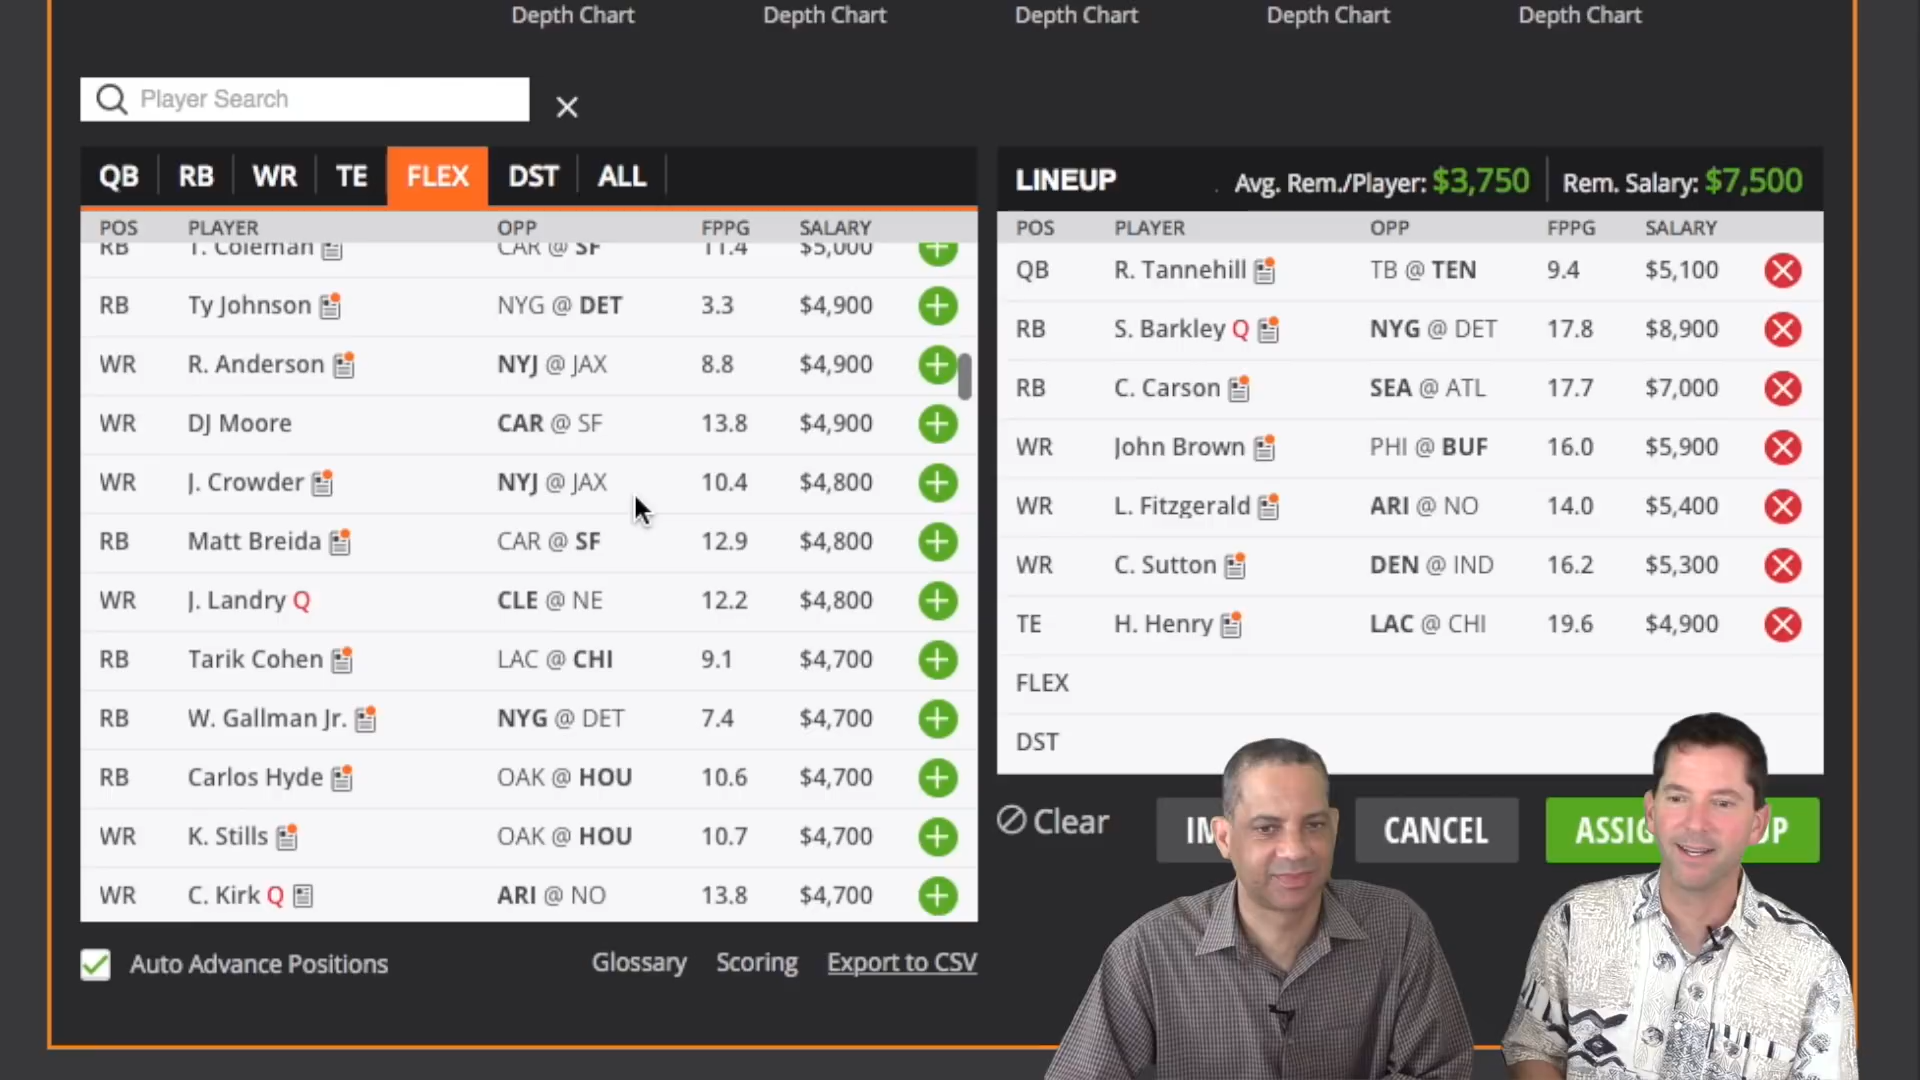 Depth Chart Depth Chart Depth Chart Depth Chart Depth Chart
Player Search
QB RB WR TE FLEX DST ALL
POS PLAYER OPP FPPG SALARY
RB T. Coleman CAR @ SF 11.4 $5,000
RB Ty Johnson NYG @ DET 3.3 $4,900
WR R. Anderson NYJ @ JAX 8.8 $4,900
WR DJ Moore CAR @ SF 13.8 $4,900
WR J. Crowder NYJ @ JAX 10.4 $4,800
RB Matt Breida CAR @ SF 12.9 $4,800
WR J. Landry Q CLE @ NE 12.2 $4,800
RB Tarik Cohen LAC @ CHI 9.1 $4,700
RB W. Gallman Jr. NYG @ DET 7.4 $4,700
RB Carlos Hyde OAK @ HOU 10.6 $4,700
WR K. Stills OAK @ HOU 10.7 $4,700
WR C. Kirk Q ARI @ NO 13.8 $4,700
Auto Advance Positions Glossary Scoring Export to CSV
LINEUP Avg. Rem./Player: $3,750 Rem. Salary: $7,500
POS PLAYER OPP FPPG SALARY
QB R. Tannehill TB @ TEN 9.4 $5,100
RB S. Barkley Q NYG @ DET 17.8 $8,900
RB C. Carson SEA @ ATL 17.7 $7,000
WR John Brown PHI @ BUF 16.0 $5,900
WR L. Fitzgerald ARI @ NO 14.0 $5,400
WR C. Sutton DEN @ IND 16.2 $5,300
TE H. Henry LAC @ CHI 19.6 $4,900
FLEX
DST
Clear CANCEL